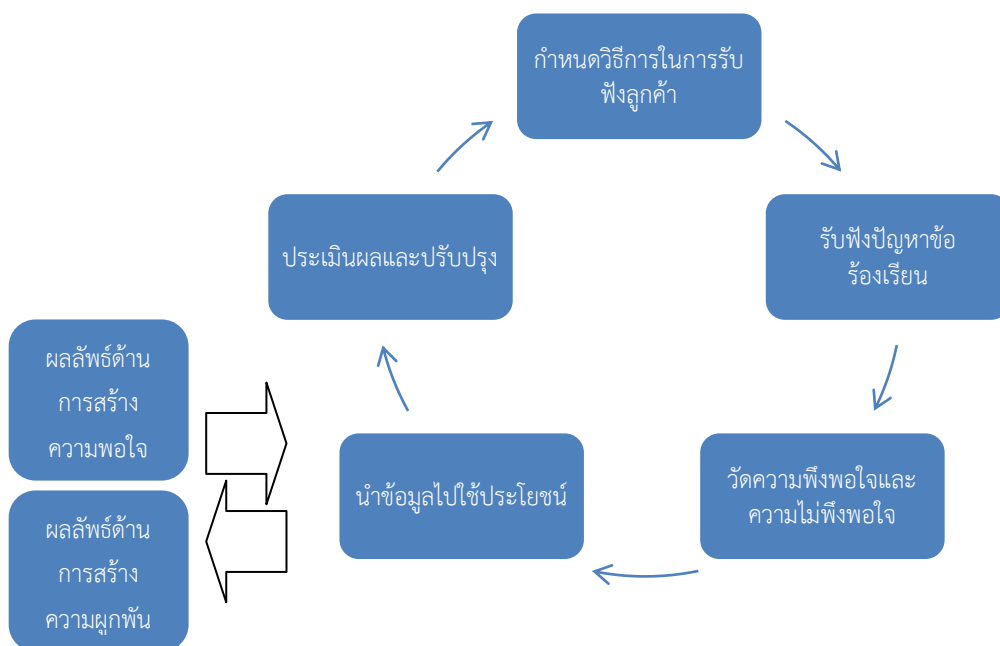 กำหนดวิธีการในการรับ
ฟังลูกค้า
รับฟังปัญหาข้อ
ร้องเรียน
วัดความพึงพอใจและ
ความไม่พึงพอใจ
นำข้อมูลไปใช้ประโยชน์
ประเมินผลและปรับปรุง
ผลลัพธ์ด้าน
การสร้าง
ความพอใจ
ผลลัพธ์ด้าน
การสร้าง
ความผูกพัน